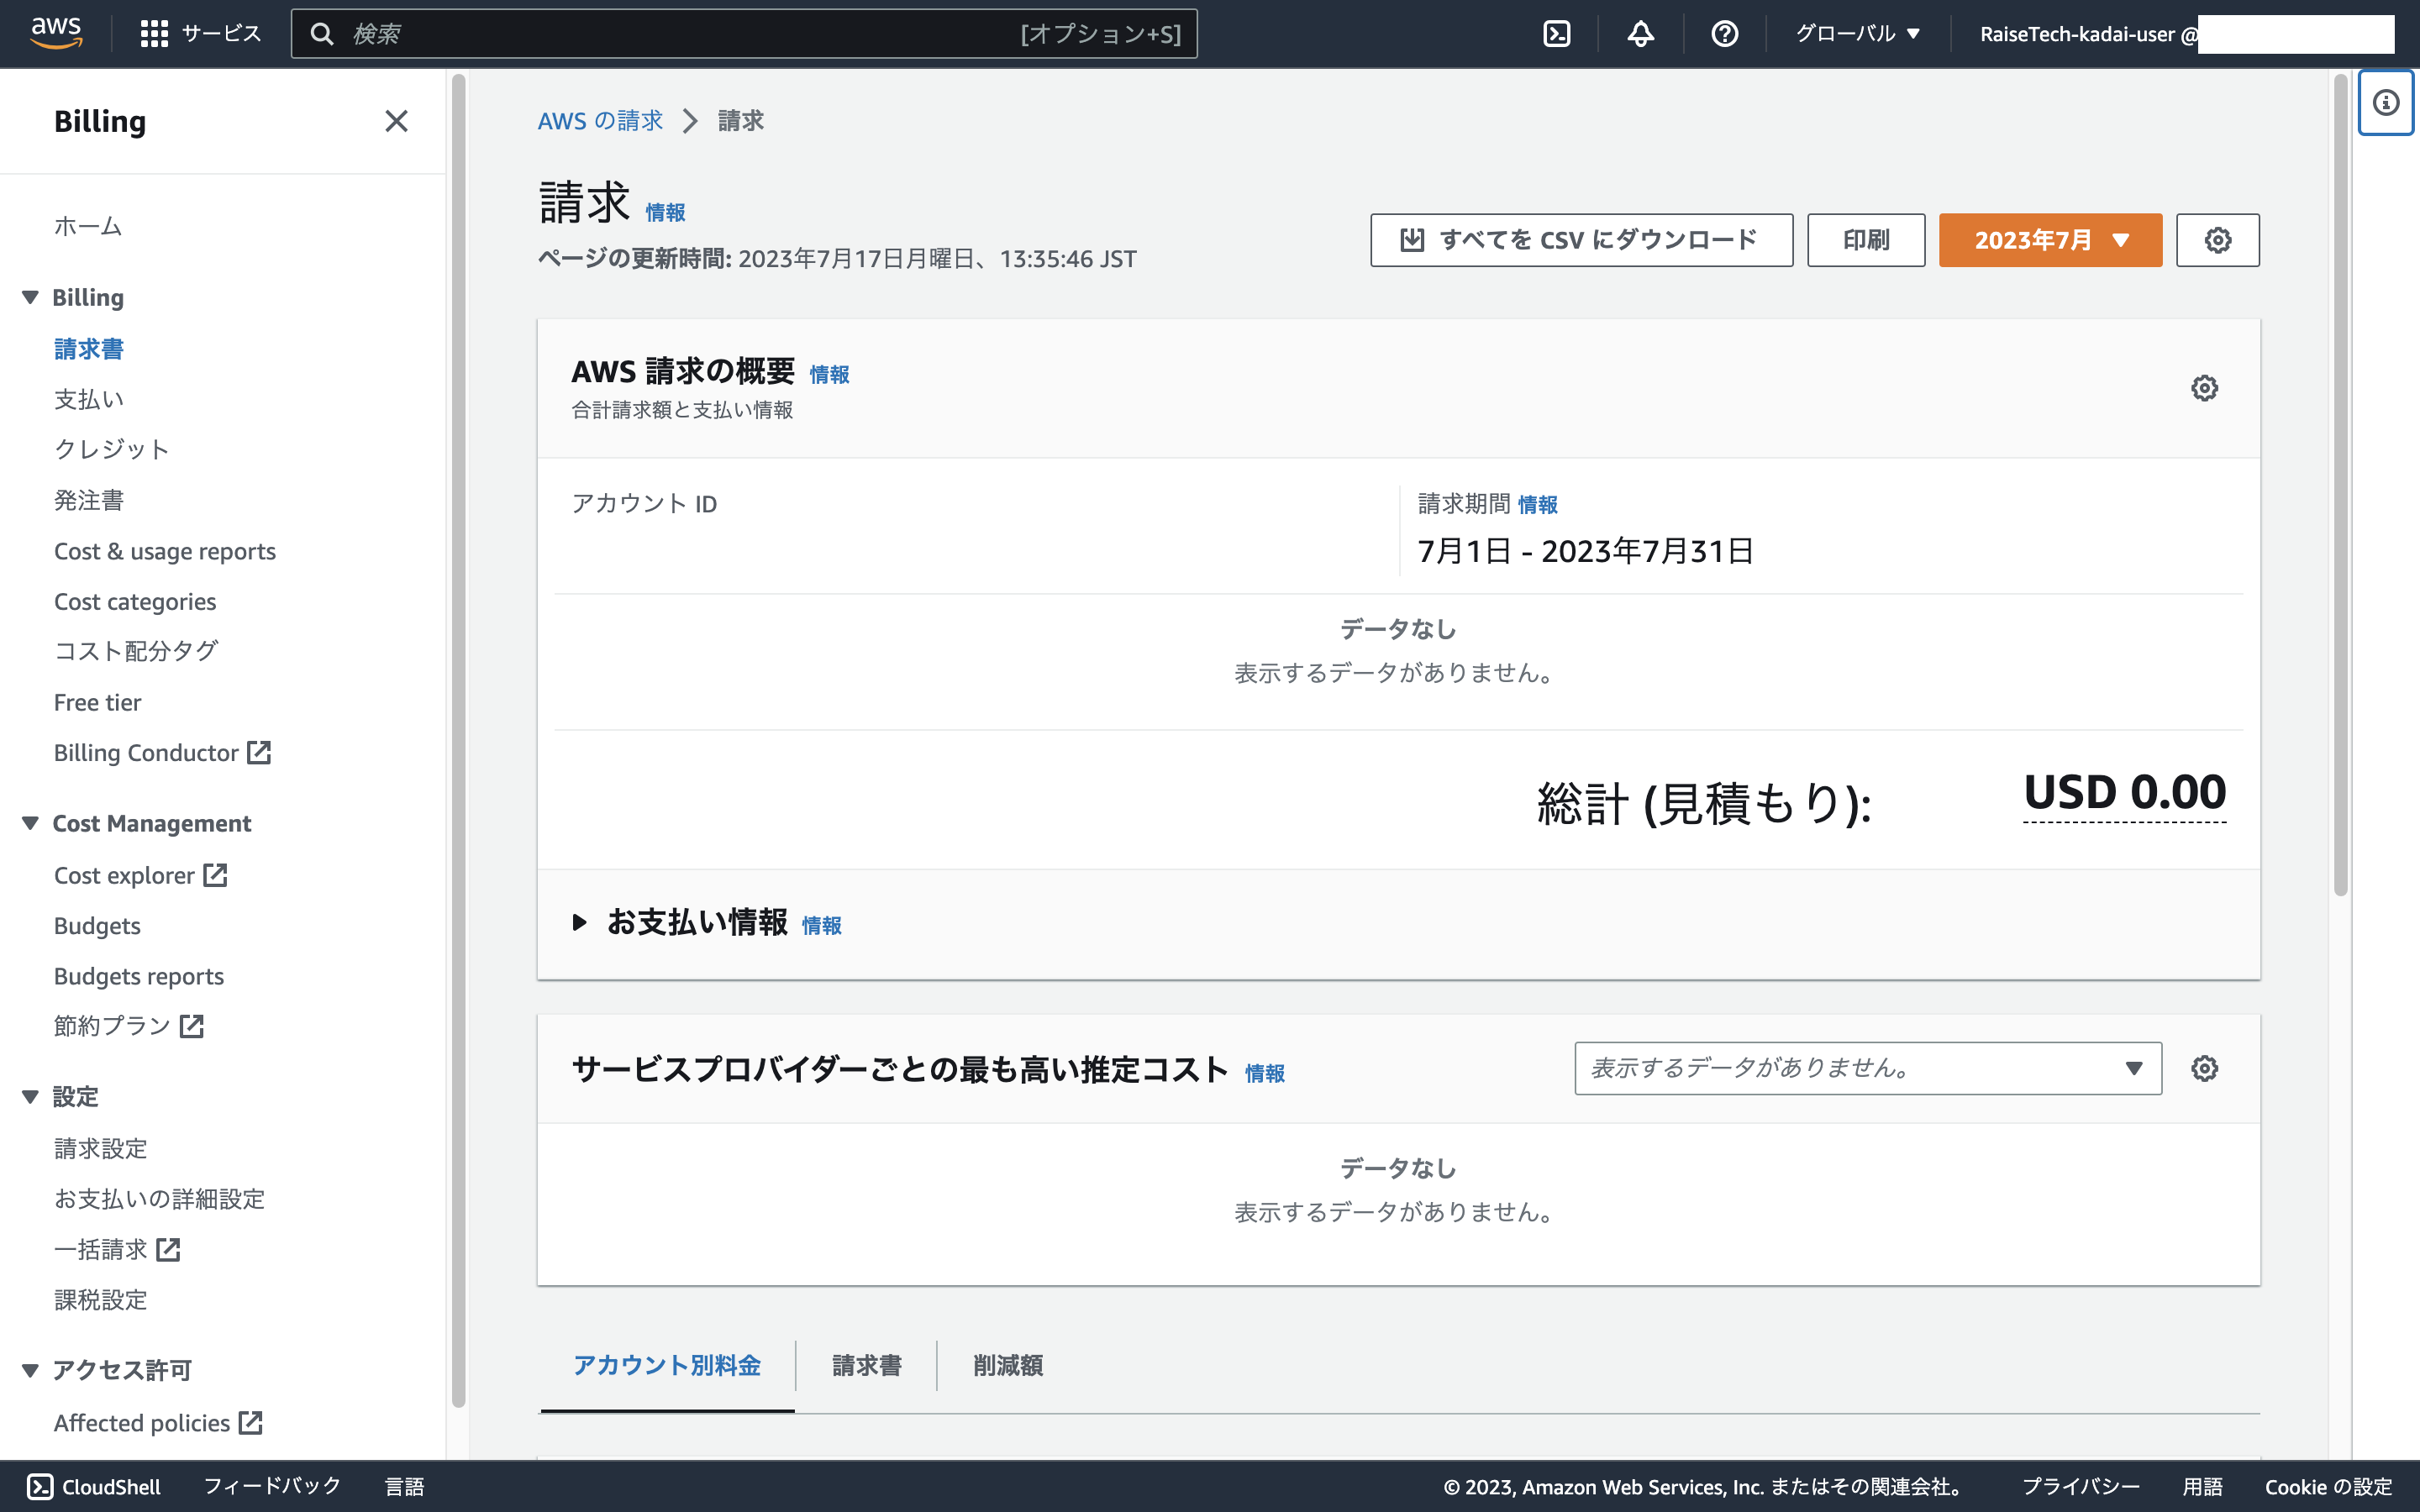 aws
サービス
検索
[オプション+S]
グローバル ▼
RaiseTech-kadai-user @
Billing
ホーム
Billing
請求書
支払い
クレジット
発注書
Cost & usage reports
Cost categories
コスト配分タグ
Free tier
Billing Conductor
Cost Management
Cost explorer
Budgets
Budgets reports
節約プラン
設定
請求設定
お支払いの詳細設定
一括請求
課税設定
アクセス許可
Affected policies
AWS の請求 > 請求
請求 情報
ページの更新時間: 2023年7月17日月曜日、13:35:46 JST
すべてを CSV にダウンロード
印刷
2023年7月 ▼
AWS 請求の概要 情報
合計請求額と支払い情報
アカウント ID
請求期間 情報
7月1日 - 2023年7月31日
データなし
表示するデータがありません。
総計 (見積もり): USD 0.00
お支払い情報 情報
サービスプロバイダーごとの最も高い推定コスト 情報
表示するデータがありません。
データなし
表示するデータがありません。
アカウント別料金
請求書
削減額
CloudShell
フィードバック
言語
© 2023, Amazon Web Services, Inc. またはその関連会社。
プライバシー
用語
Cookie の設定